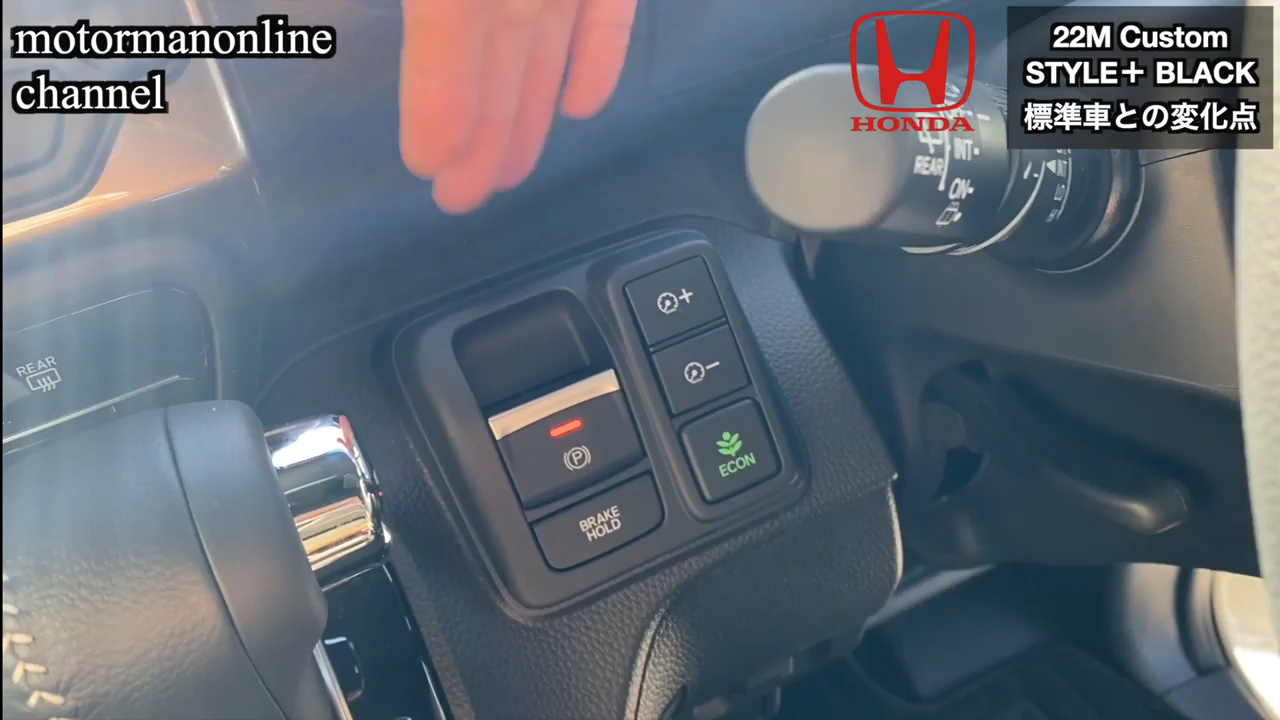 motormanonline
channel
HONDA
22M Custom
STYLE＋ BLACK
標準車との変化点
REAR
INT
ON
REAR
P
BRAKE
HOLD
ECON